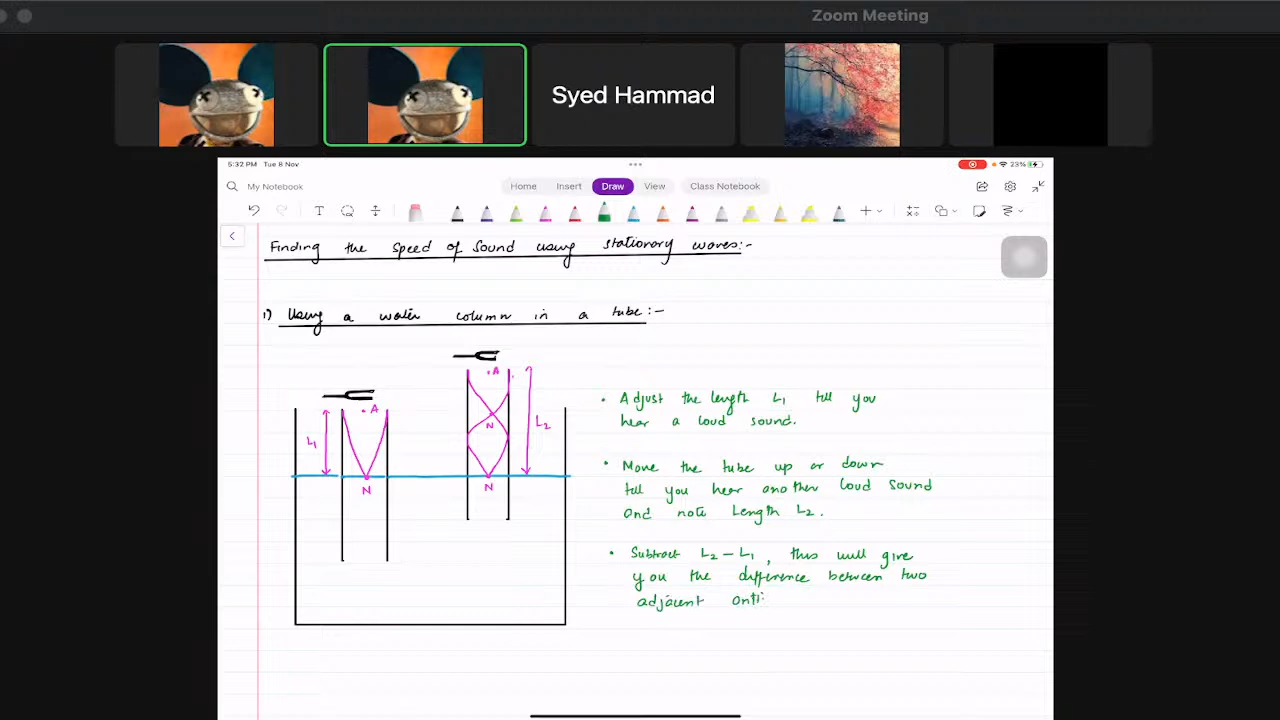 Zoom Meeting
Syed Hammad
5:32 PM Tue 8 Nov
23%
My Notebook
Home Insert Draw View Class Notebook
T
Finding the speed of sound using stationary waves:-
1) Using a water column in a tube:-
A
A
N
L1
L2
N
N
• Adjust the length L1 till you
hear a loud sound.
• Move the tube up or down
till you hear another loud sound
and note length L2.
• Subtract L2 - L1, this will give
you the difference between two
adjacent anti